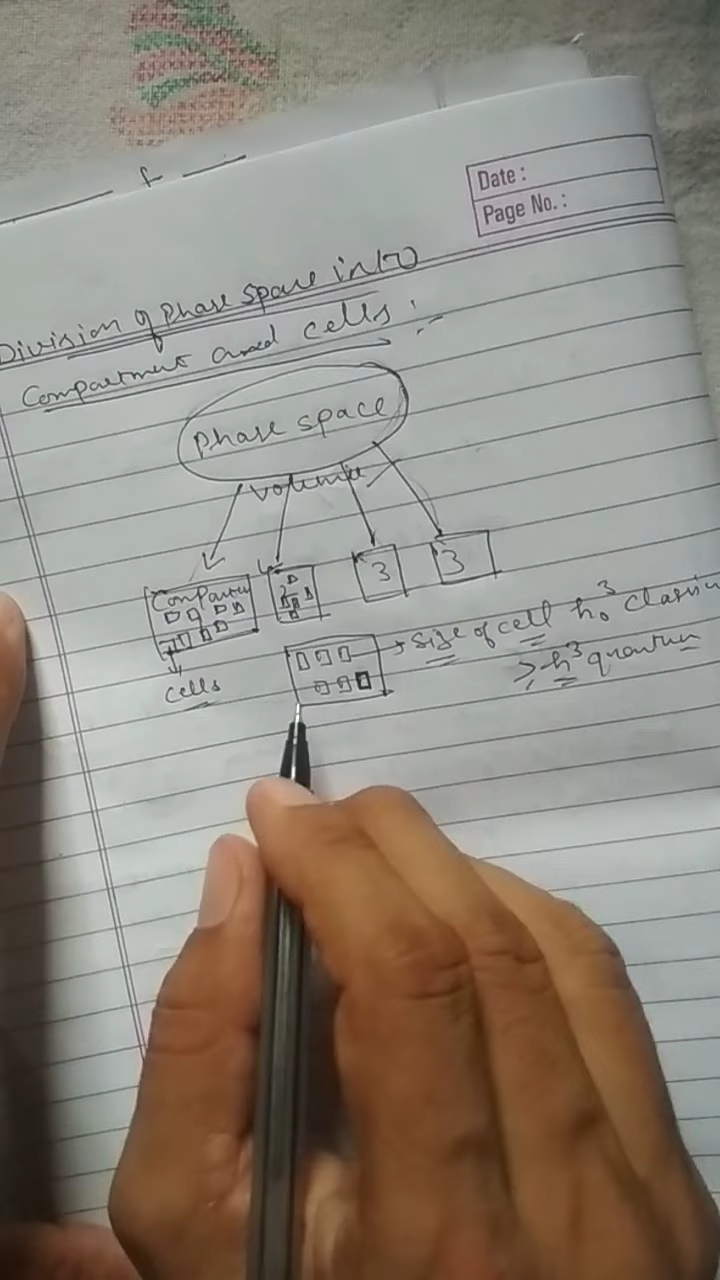 Date :
Page No. :
Division of Phase Space into
Compartment and cells :-
Phase space
volume
Compartm
3
3
cells
size of cell h₀³ Classic
≥ h³ quantum